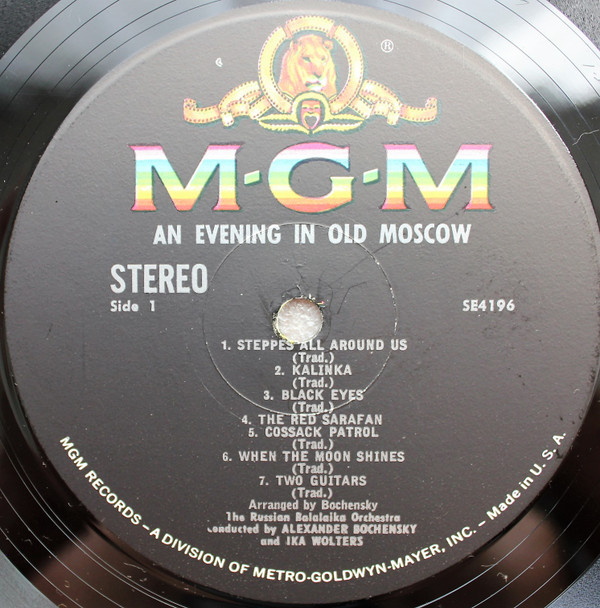 ®
M·G·M
AN EVENING IN OLD MOSCOW
STEREO
Side 1
SE4196
1. STEPPES ALL AROUND US
(Trad.)
2. KALINKA
(Trad.)
3. BLACK EYES
(Trad.)
4. THE RED SARAFAN
5. COSSACK PATROL
(Trad.)
6. WHEN THE MOON SHINES
(Trad.)
7. TWO GUITARS
(Trad.)
Arranged by Bochensky
The Russian Balalaika Orchestra
conducted by ALEXANDER BOCHENSKY
and IKA WOLTERS
MGM RECORDS – A DIVISION OF METRO-GOLDWYN-MAYER, INC. – Made in U. S. A.